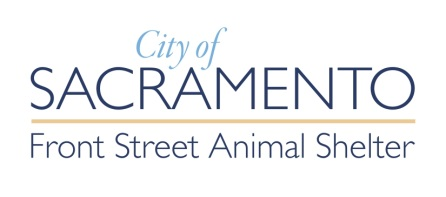 City of
SACRAMENTO
Front Street Animal Shelter